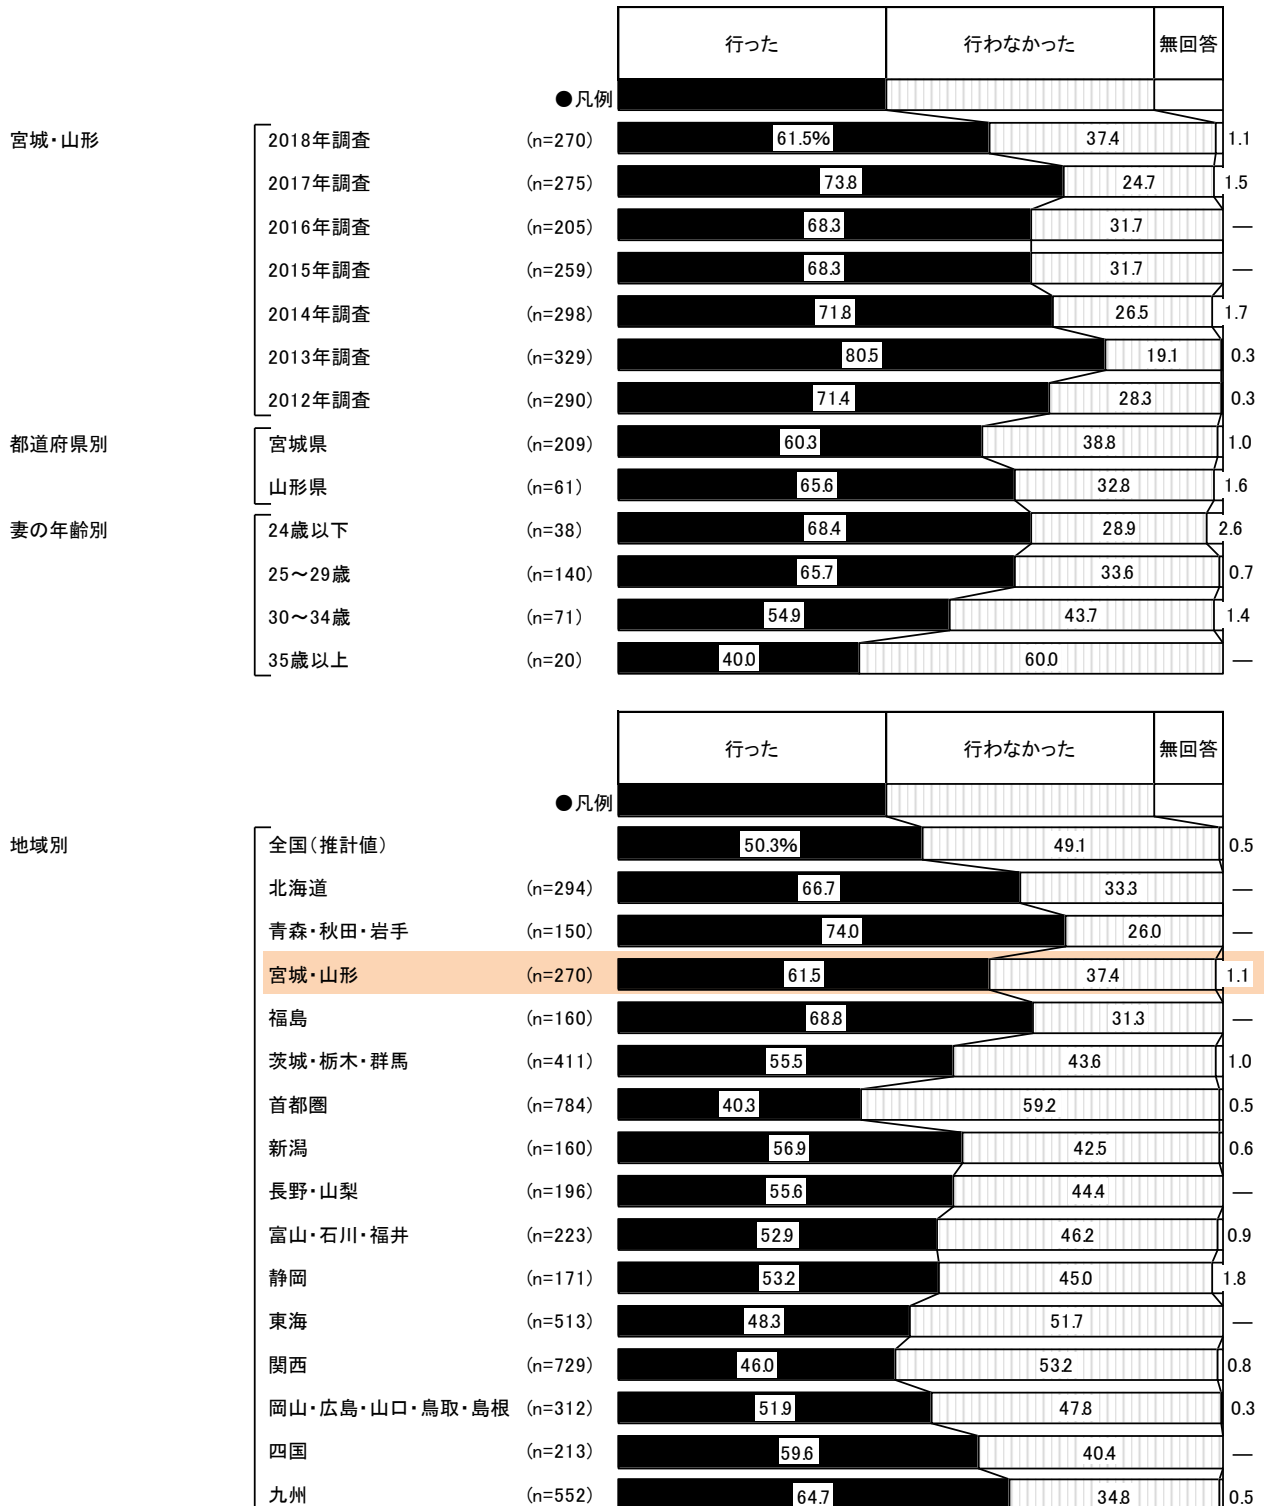 行った 行わなかった 無回答
●凡例
宮城・山形 2018年調査 (n=270) 61.5% 37.4 1.1
2017年調査 (n=275) 73.8 24.7 1.5
2016年調査 (n=205) 68.3 31.7 —
2015年調査 (n=259) 68.3 31.7 —
2014年調査 (n=298) 71.8 26.5 1.7
2013年調査 (n=329) 80.5 19.1 0.3
2012年調査 (n=290) 71.4 28.3 0.3
都道府県別 宮城県 (n=209) 60.3 38.8 1.0
山形県 (n=61) 65.6 32.8 1.6
妻の年齢別 24歳以下 (n=38) 68.4 28.9 2.6
25～29歳 (n=140) 65.7 33.6 0.7
30～34歳 (n=71) 54.9 43.7 1.4
35歳以上 (n=20) 40.0 60.0 —
行った 行わなかった 無回答
●凡例
地域別 全国(推計値) 50.3% 49.1 0.5
北海道 (n=294) 66.7 33.3 —
青森・秋田・岩手 (n=150) 74.0 26.0 —
宮城・山形 (n=270) 61.5 37.4 1.1
福島 (n=160) 68.8 31.3 —
茨城・栃木・群馬 (n=411) 55.5 43.6 1.0
首都圏 (n=784) 40.3 59.2 0.5
新潟 (n=160) 56.9 42.5 0.6
長野・山梨 (n=196) 55.6 44.4 —
富山・石川・福井 (n=223) 52.9 46.2 0.9
静岡 (n=171) 53.2 45.0 1.8
東海 (n=513) 48.3 51.7 —
関西 (n=729) 46.0 53.2 0.8
岡山・広島・山口・鳥取・島根 (n=312) 51.9 47.8 0.3
四国 (n=213) 59.6 40.4 —
九州 (n=552) 64.7 34.8 0.5